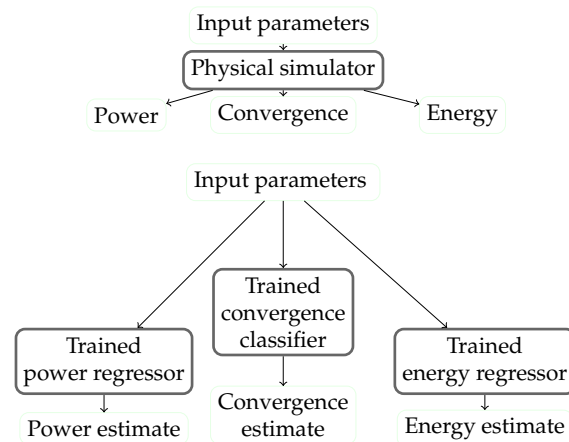 Input parameters
Physical simulator
Power
Convergence
Energy
Input parameters
Trained
convergence
classifier
Trained
power regressor
Trained
energy regressor
Power estimate
Convergence
estimate
Energy estimate